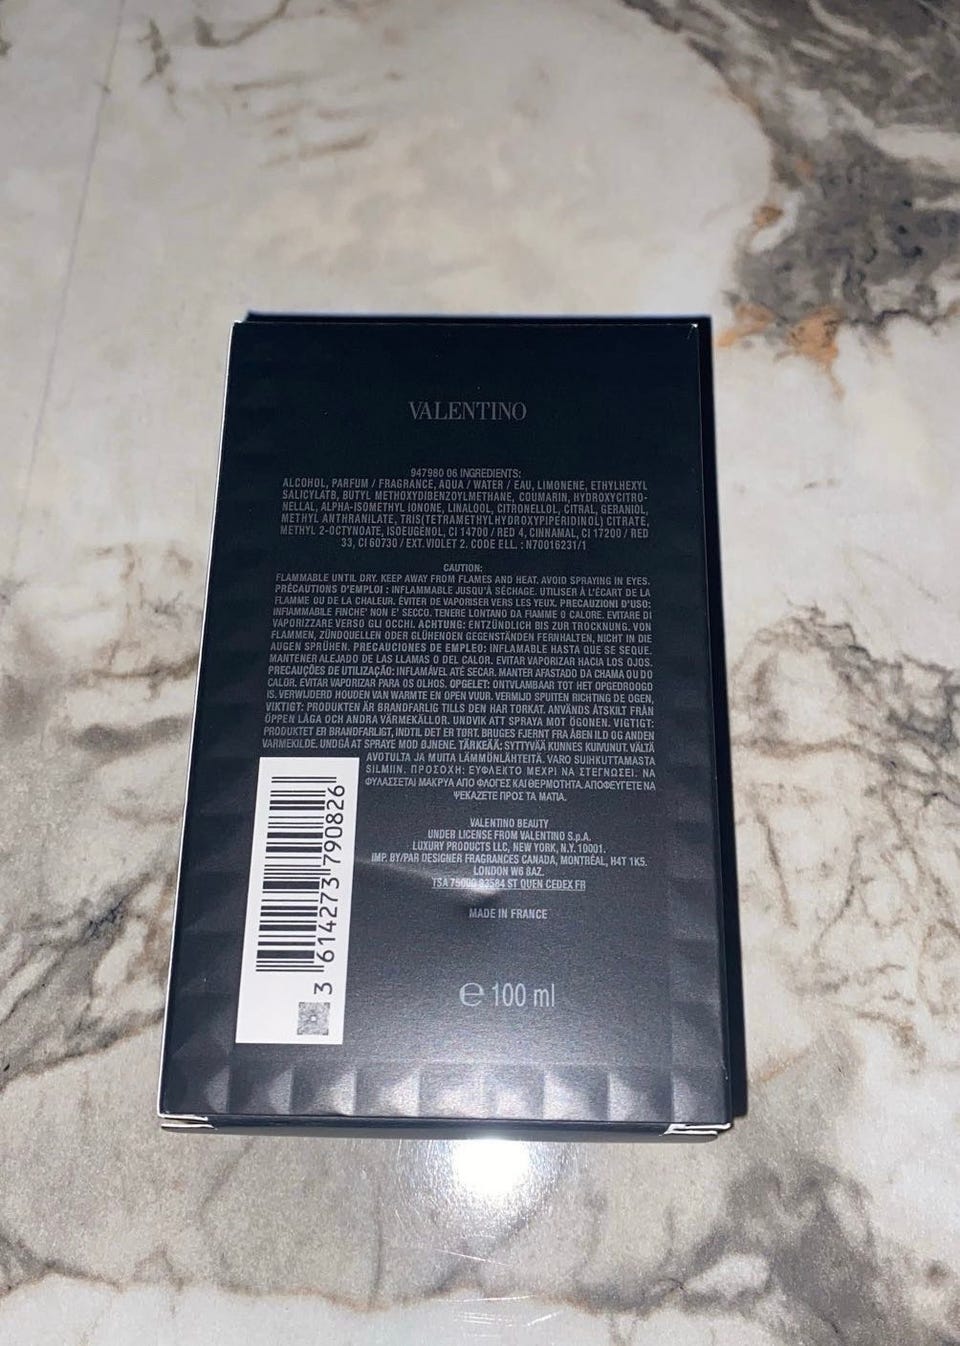 VALENTINO
947980 06 INGREDIENTS:
ALCOHOL, PARFUM / FRAGRANCE, AQUA / WATER / EAU, LIMONENE, ETHYLHEXYL
SALICYLATB, BUTYL METHOXYDIBENZOYLMETHANE, COUMARIN, HYDROXYCITRO-
NELLAL, ALPHA-ISOMETHYL IONONE, LINALOOL, CITRONELLOL, CITRAL, GERANIOL,
METHYL ANTHRANILATE, TRIS(TETRAMETHYLHYDROXYPIPERIDINOL) CITRATE,
METHYL 2-OCTYNOATE, ISOEUGENOL, CI 14700 / RED 4, CINNAMAL, CI 17200 / RED
33, CI 60730 / EXT. VIOLET 2. CODE ELL. : N70016231/1
CAUTION:
FLAMMABLE UNTIL DRY. KEEP AWAY FROM FLAMES AND HEAT. AVOID SPRAYING IN EYES.
PRÉCAUTIONS D'EMPLOI : INFLAMMABLE JUSQU'À SÉCHAGE. UTILISER À L'ÉCART DE LA
FLAMME OU DE LA CHALEUR. ÉVITER DE VAPORISER VERS LES YEUX. PRECAUZIONI D'USO:
INFIAMMABILE FINCHE' NON E' SECCO. TENERE LONTANO DA FIAMME O CALORE. EVITARE DI
VAPORIZZARE VERSO GLI OCCHI. ACHTUNG: ENTZÜNDLICH BIS ZUR TROCKNUNG. VON
FLAMMEN, ZÜNDQUELLEN ODER GLÜHENOEN GEGENSTÄNDEN FERNHALTEN, NICHT IN DIE
AUGEN SPRÜHEN. PRECAUCIONES DE EMPLEO: INFLAMABLE HASTA QUE SE SEQUE.
MANTENER ALEJADO DE LAS LLAMAS O DEL CALOR. EVITAR VAPORIZAR HACIA LOS OJOS.
PRECAUÇÕES DE UTILIZAÇÃO: INFLAMÁVEL ATÉ SECAR. MANTER AFASTADO DA CHAMA OU DO
CALOR. EVITAR VAPORIZAR PARA OS OLHOS. OPGELET: ONTVLAMBAAR TOT HET OPGEDROOGD
IS. VERWIJDERD HOUDEN VAN WARMTE EN OPEN VUUR. VERMIJD SPUITEN RICHTING DE OGEN,
VIKTIGT: PRODUKTEN ÄR BRANDFARLIG TILLS DEN HAR TORKAT. ANVÄNDS ÅTSKILT FRÅN
ÖPPEN LÅGA OCH ANDRA VÄRMEKÄLLOR. UNDVIK ATT SPRAYA MOT ÖGONEN. VIGTIGT:
PRODUKTET ER BRANDFARLIGT, INDTIL DET ER TØRT. BRUGES FJERNT FRA ÅBEN ILD OG ANDEN
VARMEKILDE. UNDGÅ AT SPRAYE MOD ØJNENE. TÄRKEÄÄ: SYTTYVÄÄ KUNNES KUIVUNUT. VÄLTÄ
AVOTULTA JA MUITA LÄMMÖNLÄHTEITÄ. VARO SUIHKUTTAMASTA
SILMIIN. ΠΡΟΣΟΧΗ: ΕΥΦΛΕΚΤΟ ΜΕΧΡΙ ΝΑ ΣΤΕΓΝΩΣΕΙ. ΝΑ
ΦΥΛΑΣΣΕΤΑΙ ΜΑΚΡΥΑ ΑΠΟ ΦΛΟΓΕΣ ΚΑΙ ΘΕΡΜΟΤΗΤΑ. ΑΠΟΦΕΥΓΕΤΕ ΝΑ
ΨΕΚΑΖΕΤΕ ΠΡΟΣ ΤΑ ΜΑΤΙΑ.
VALENTINO BEAUTY
UNDER LICENSE FROM VALENTINO S.p.A.
LUXURY PRODUCTS LLC, NEW YORK, N.Y. 10001.
IMP. BY/PAR DESIGNER FRAGRANCES CANADA, MONTRÉAL, H4T 1K5.
LONDON W6 8AZ.
TSA 75000 93584 ST OUEN CEDEX FR
MADE IN FRANCE
℮ 100 ml
3 614273 790826